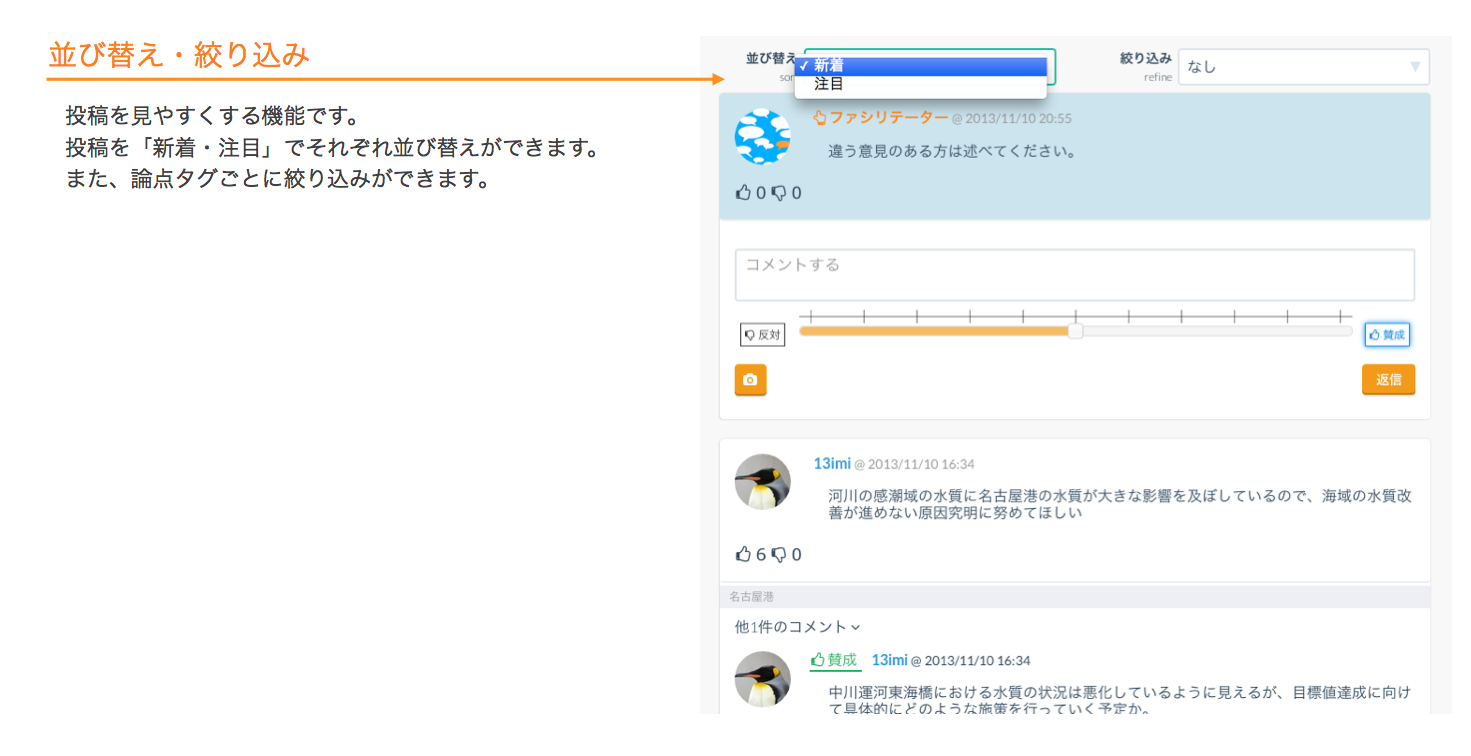 並び替え・絞り込み
投稿を見やすくする機能です。
投稿を「新着・注目」でそれぞれ並び替えができます。
また、論点タグごとに絞り込みができます。
並び替え
sor
✓ 新着
注目
絞り込み
refine
なし
ファシリテーター @ 2013/11/10 20:55
違う意見のある方は述べてください。
0 0
コメントする
反対
賛成
返信
13imi @ 2013/11/10 16:34
河川の感潮域の水質に名古屋港の水質が大きな影響を及ぼしているので、海域の水質改
善が進めない原因究明に努めてほしい
6 0
名古屋港
他1件のコメント
賛成 13imi @ 2013/11/10 16:34
中川運河東海橋における水質の状況は悪化しているように見えるが、目標値達成に向け
て具体的にどのような施策を行っていく予定か。